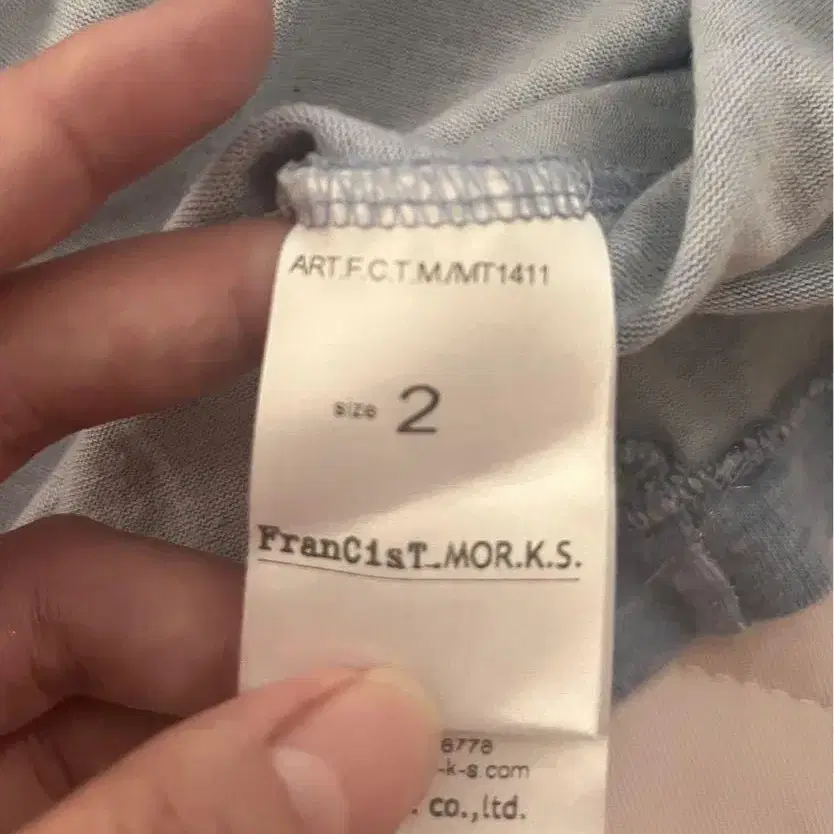 ART.F.C.T.M/MT1411
size 2
FranCisT_MOR.K.S.
6778
-k-s.com
. co.,ltd.